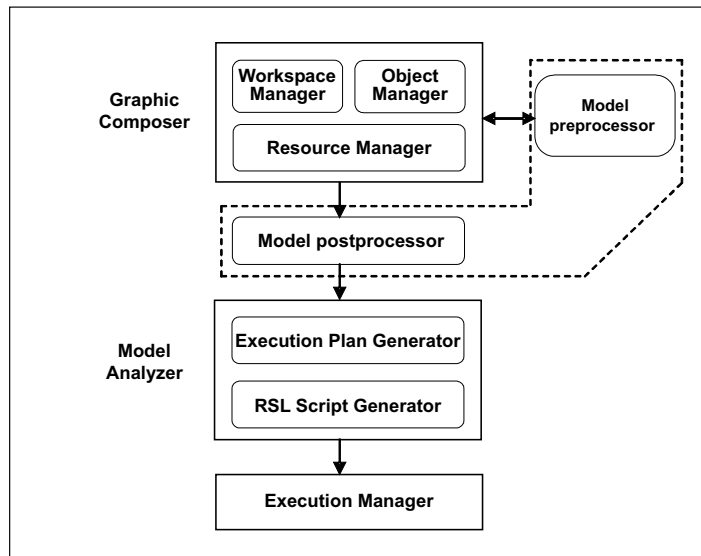 Workspace
Manager
Object
Manager
Graphic
Composer
Model
preprocessor
Resource Manager
Model postprocessor
Execution Plan Generator
Model
Analyzer
RSL Script Generator
Execution Manager